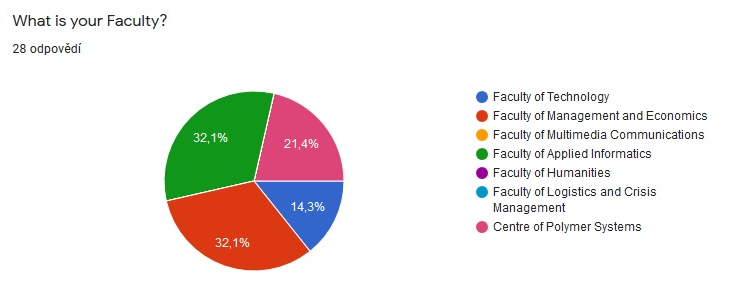 What is your Faculty?
28 odpovědí
32,1%
21,4%
14,3%
32,1%
Faculty of Technology
Faculty of Management and Economics
Faculty of Multimedia Communications
Faculty of Applied Informatics
Faculty of Humanities
Faculty of Logistics and Crisis
Management
Centre of Polymer Systems